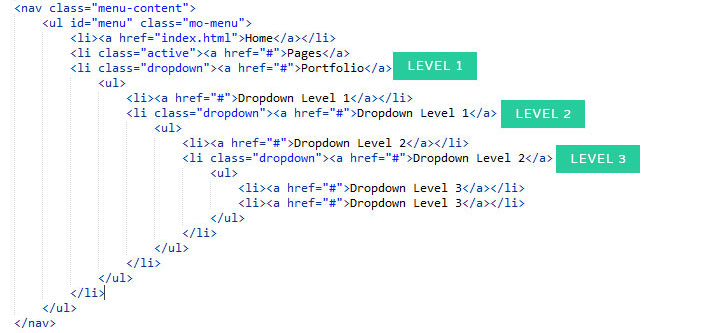 <nav class="menu-content">
<ul id="menu" class="mo-menu">
<li><a href="index.html">Home</a></li>
<li class="active"><a href="#">Pages</a>
<li class="dropdown"><a href="#">Portfolio</a> LEVEL 1
<ul>
<li><a href="#">Dropdown Level 1</a></li>
<li class="dropdown"><a href="#">Dropdown Level 1</a> LEVEL 2
<ul>
<li><a href="#">Dropdown Level 2</a></li>
<li class="dropdown"><a href="#">Dropdown Level 2</a> LEVEL 3
<ul>
<li><a href="#">Dropdown Level 3</a></li>
<li><a href="#">Dropdown Level 3</a></li>
</ul>
</li>
</ul>
</li>
</ul>
</li>
</ul>
</nav>